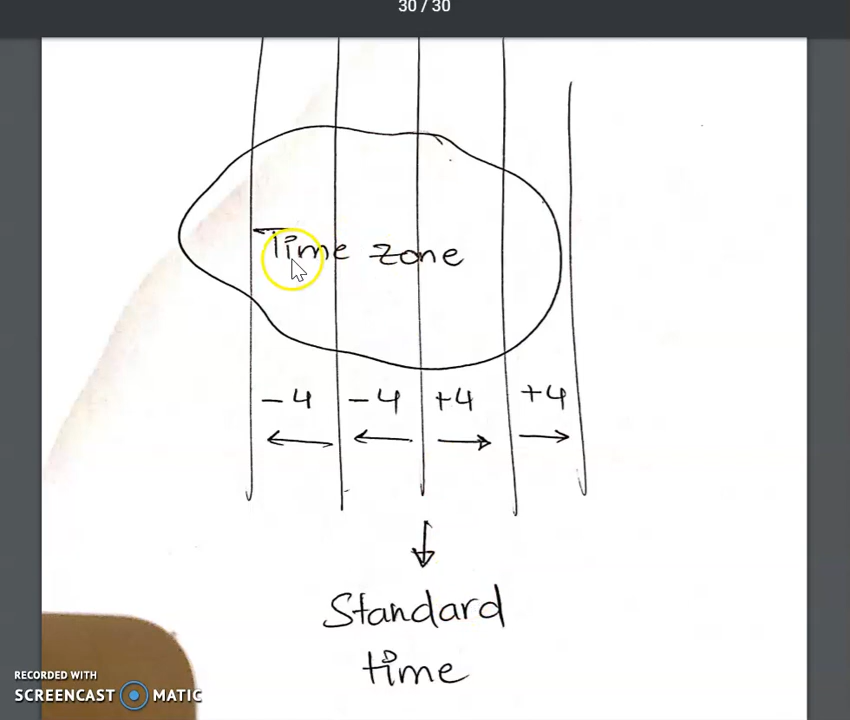 30 / 30
Time zone
-4 -4 +4 +4
Standard
time
RECORDED WITH
SCREENCAST MATIC